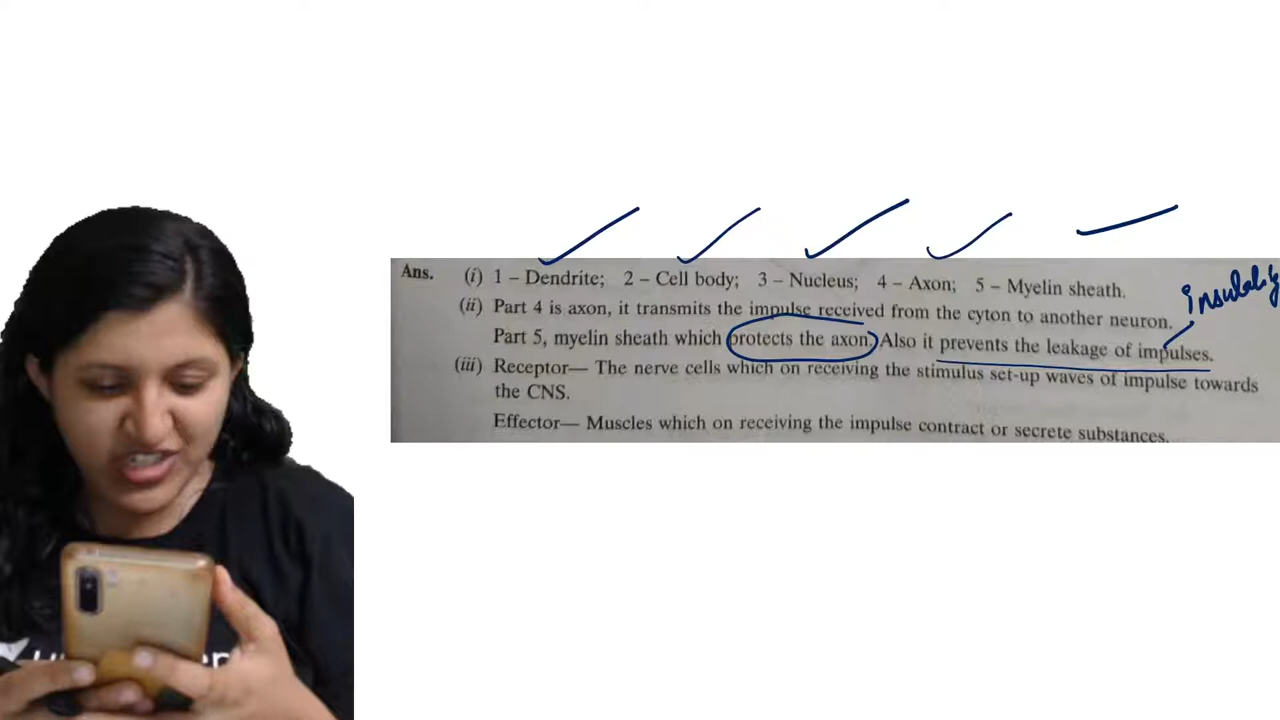 insulatig
Ans. (i) 1 – Dendrite; 2 – Cell body; 3 – Nucleus; 4 – Axon; 5 – Myelin sheath.
(ii) Part 4 is axon, it transmits the impulse received from the cyton to another neuron.
Part 5, myelin sheath which protects the axon. Also it prevents the leakage of impulses.
(iii) Receptor— The nerve cells which on receiving the stimulus set-up waves of impulse towards
the CNS.
Effector— Muscles which on receiving the impulse contract or secrete substances.